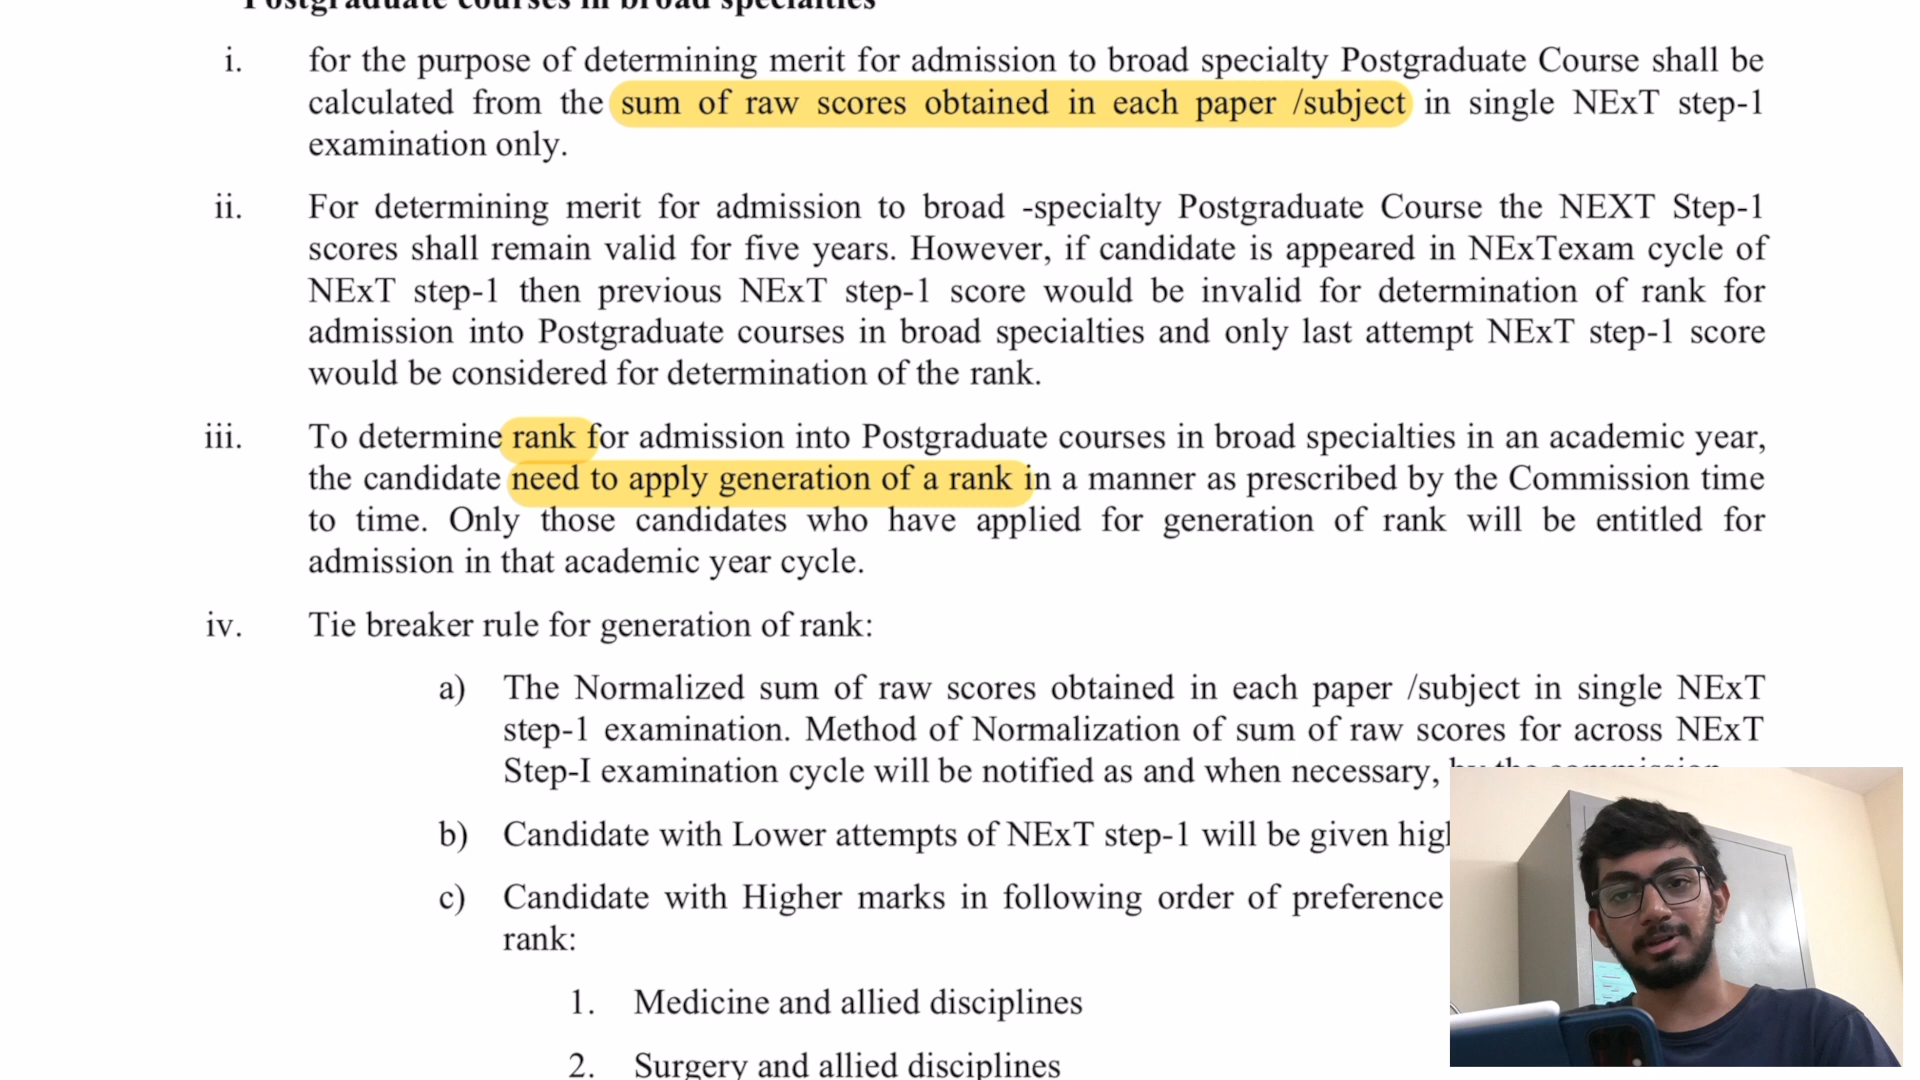 Postgraduate courses in broad specialties
i. for the purpose of determining merit for admission to broad specialty Postgraduate Course shall be
calculated from the sum of raw scores obtained in each paper /subject in single NExT step-1
examination only.
ii. For determining merit for admission to broad -specialty Postgraduate Course the NEXT Step-1
scores shall remain valid for five years. However, if candidate is appeared in NExTexam cycle of
NExT step-1 then previous NExT step-1 score would be invalid for determination of rank for
admission into Postgraduate courses in broad specialties and only last attempt NExT step-1 score
would be considered for determination of the rank.
iii. To determine rank for admission into Postgraduate courses in broad specialties in an academic year,
the candidate need to apply generation of a rank in a manner as prescribed by the Commission time
to time. Only those candidates who have applied for generation of rank will be entitled for
admission in that academic year cycle.
iv. Tie breaker rule for generation of rank:
a) The Normalized sum of raw scores obtained in each paper /subject in single NExT
step-1 examination. Method of Normalization of sum of raw scores for across NExT
Step-I examination cycle will be notified as and when necessary, by the commission
b) Candidate with Lower attempts of NExT step-1 will be given
c) Candidate with Higher marks in following order of preference
rank:
1. Medicine and allied disciplines
2. Surgery and allied disciplines